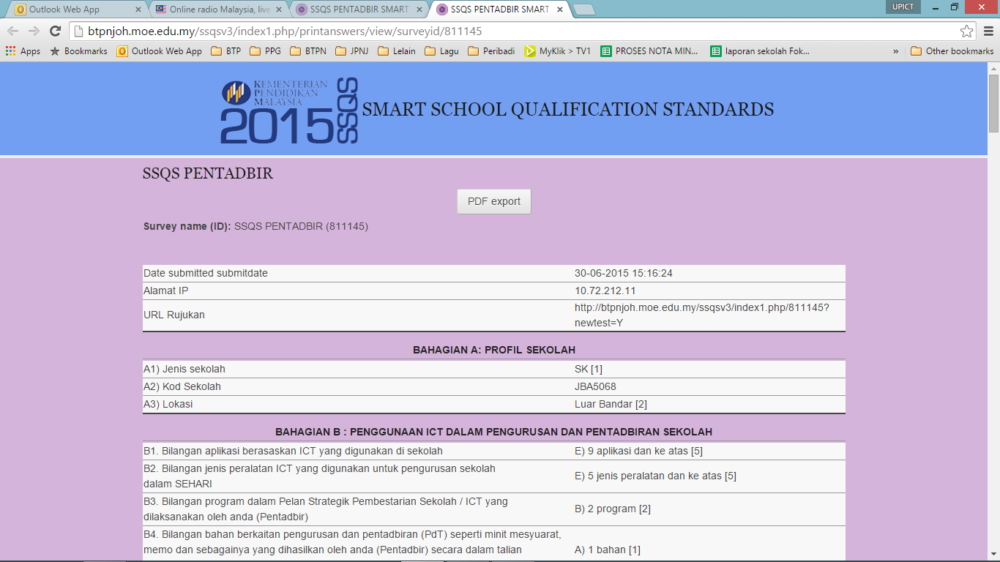 Outlook Web App
Online radio Malaysia, live
SSQS PENTADBIR SMART
SSQS PENTADBIR SMART
UPICT
btpnjoh.moe.edu.my/ssqsv3/index1.php/printanswers/view/surveyid/811145
Apps Bookmarks Outlook Web App BTP PPG BTPN JPNJ Lelain Lagu Peribadi MyKlik > TV1 PROSES NOTA MIN... laporan sekolah Fok... » Other bookmarks
KEMENTERIAN
PENDIDIKAN
MALAYSIA
2015
SSQS
SMART SCHOOL QUALIFICATION STANDARDS
SSQS PENTADBIR
PDF export
Survey name (ID): SSQS PENTADBIR (811145)
Date submitted submitdate 30-06-2015 15:16:24
Alamat IP 10.72.212.11
URL Rujukan http://btpnjoh.moe.edu.my/ssqsv3/index1.php/811145?
newtest=Y
BAHAGIAN A: PROFIL SEKOLAH
A1) Jenis sekolah SK [1]
A2) Kod Sekolah JBA5068
A3) Lokasi Luar Bandar [2]
BAHAGIAN B : PENGGUNAAN ICT DALAM PENGURUSAN DAN PENTADBIRAN SEKOLAH
B1. Bilangan aplikasi berasaskan ICT yang digunakan di sekolah E) 9 aplikasi dan ke atas [5]
B2. Bilangan jenis peralatan ICT yang digunakan untuk pengurusan sekolah
dalam SEHARI E) 5 jenis peralatan dan ke atas [5]
B3. Bilangan program dalam Pelan Strategik Pembestarian Sekolah / ICT yang
dilaksanakan oleh anda (Pentadbir) B) 2 program [2]
B4. Bilangan bahan berkaitan pengurusan dan pentadbiran (PdT) seperti minit mesyuarat,
memo dan sebagainya yang dihasilkan oleh anda (Pentadbir) secara dalam talian A) 1 bahan [1]